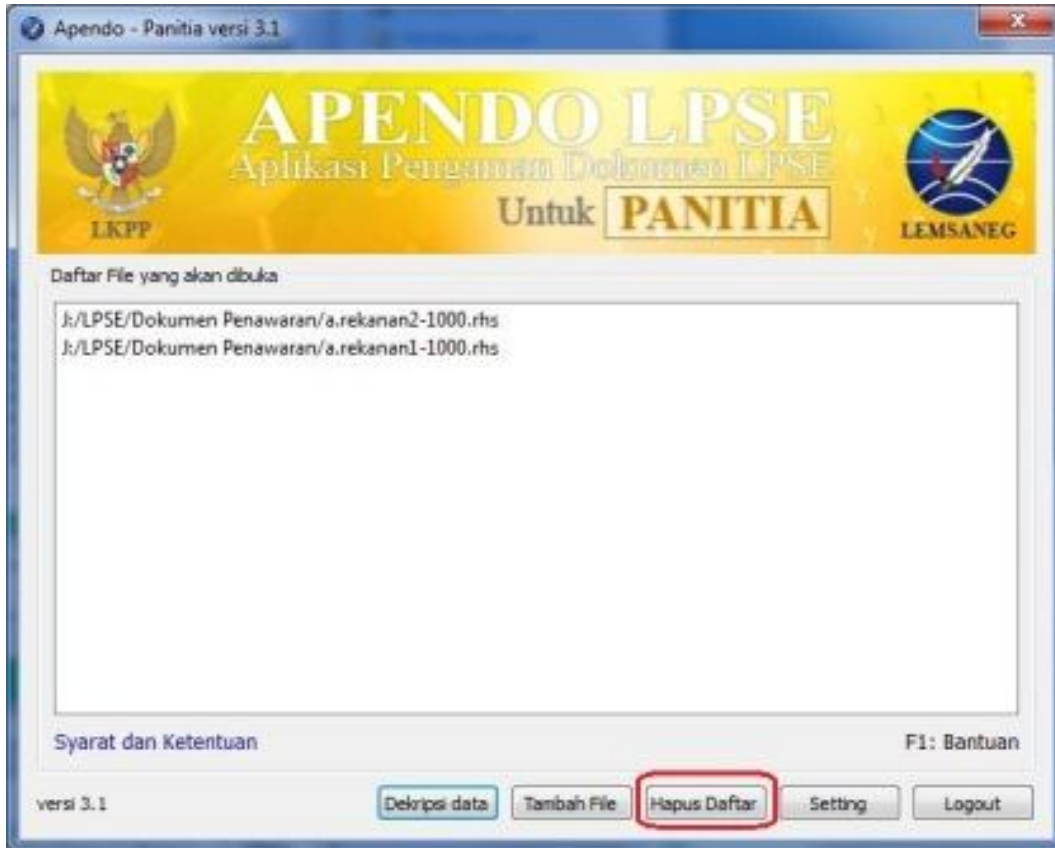 Apendo - Panitia versi 3.1
APENDO LPSE
Aplikasi Pengaman Dokumen LPSE
Untuk PANITIA
LKPP
LEMSANEG
Daftar File yang akan dibuka
J:/LPSE/Dokumen Penawaran/a.rekanan2-1000.rhs
J:/LPSE/Dokumen Penawaran/a.rekanan1-1000.rhs
Syarat dan Ketentuan
F1: Bantuan
versi 3.1
Dekripsi data
Tambah File
Hapus Daftar
Setting
Logout